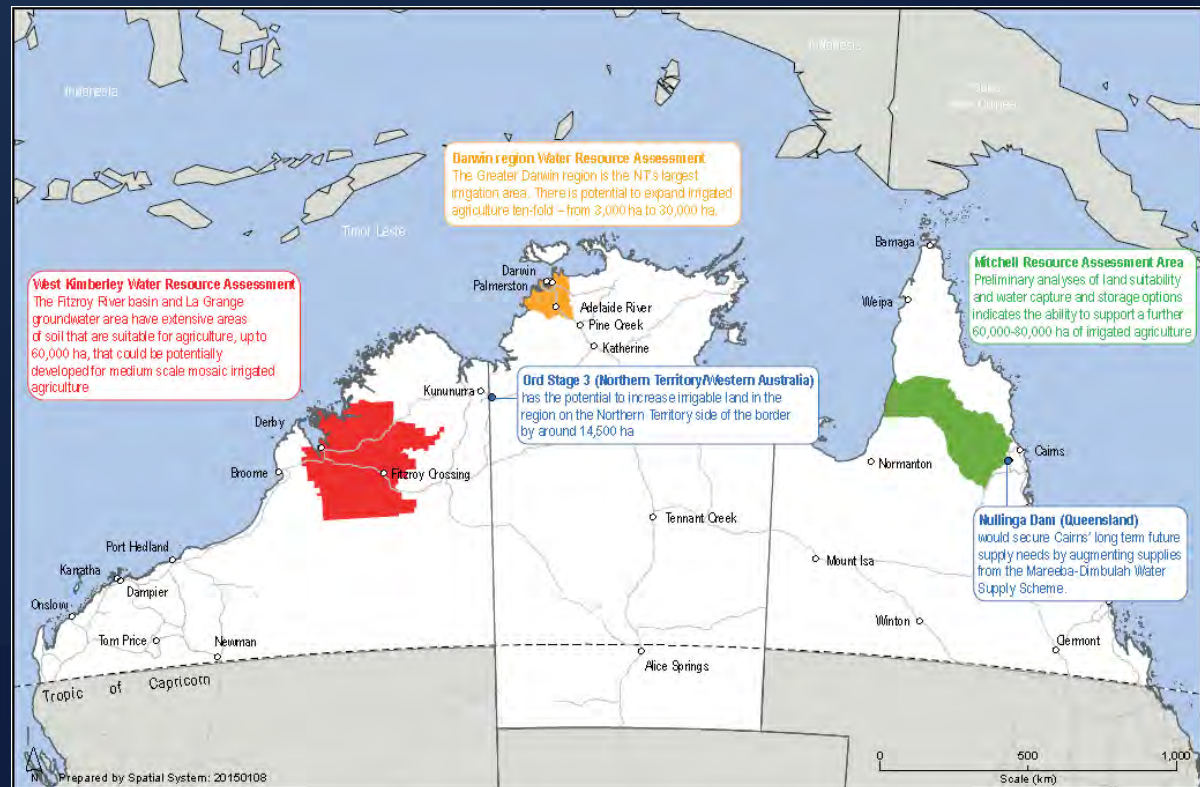 Indonesia
Darwin region Water Resource Assessment
The Greater Darwin region is the NT's largest
irrigation area. There is potential to expand irrigated
agriculture ten-fold – from 3,000 ha to 30,000 ha.
Timor Leste
West Kimberley Water Resource Assessment
The Fitzroy River basin and La Grange
groundwater area have extensive areas
of soil that are suitable for agriculture, up to
60,000 ha, that could be potentially
developed for medium scale mosaic irrigated
agriculture
Mitchell Resource Assessment Area
Preliminary analyses of land suitability
and water capture and storage options
indicates the ability to support a further
60,000-80,000 ha of irrigated agriculture
Bamaga
Weipa
Darwin
Palmerston
Adelaide River
Pine Creek
Katherine
Ord Stage 3 (Northern Territory/Western Australia)
has the potential to increase irrigable land in the
region on the Northern Territory side of the border
by around 14,500 ha
Kununurra
Derby
Broome
Fitzroy Crossing
Normanton
Cairns
Nullinga Dam (Queensland)
would secure Cairns' long term future
supply needs by augmenting supplies
from the Mareeba-Dimbulah Water
Supply Scheme.
Tennant Creek
Mount Isa
Port Hedland
Karratha
Dampier
Onslow
Tom Price
Newman
Winton
Clermont
Alice Springs
Tropic of Capricorn
0 500 1,000
Scale (km)
N
Prepared by Spatial System: 20150108